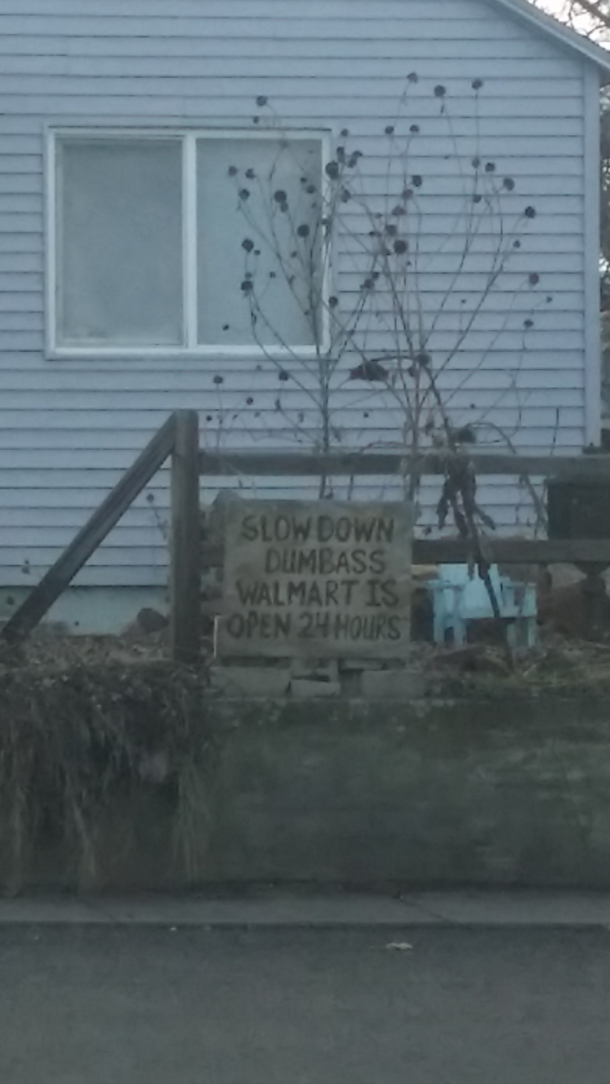 SLOW DOWN
DUMBASS
WALMART IS
OPEN 24 HOURS